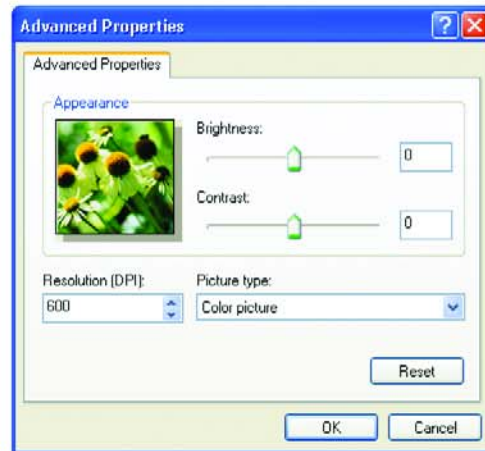 Advanced Properties
Advanced Properties
Appearance
Brightness:
0
Contrast:
0
Resolution (DPI):
600
Picture type:
Color picture
Reset
OK
Cancel